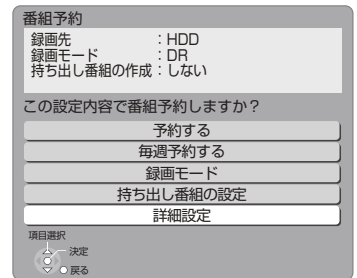 番組予約
録画先　　　　　：HDD
録画モード　　　：DR
持ち出し番組の作成：しない
この設定内容で番組予約しますか？
予約する
毎週予約する
録画モード
持ち出し番組の設定
詳細設定
項目選択
決定
戻る